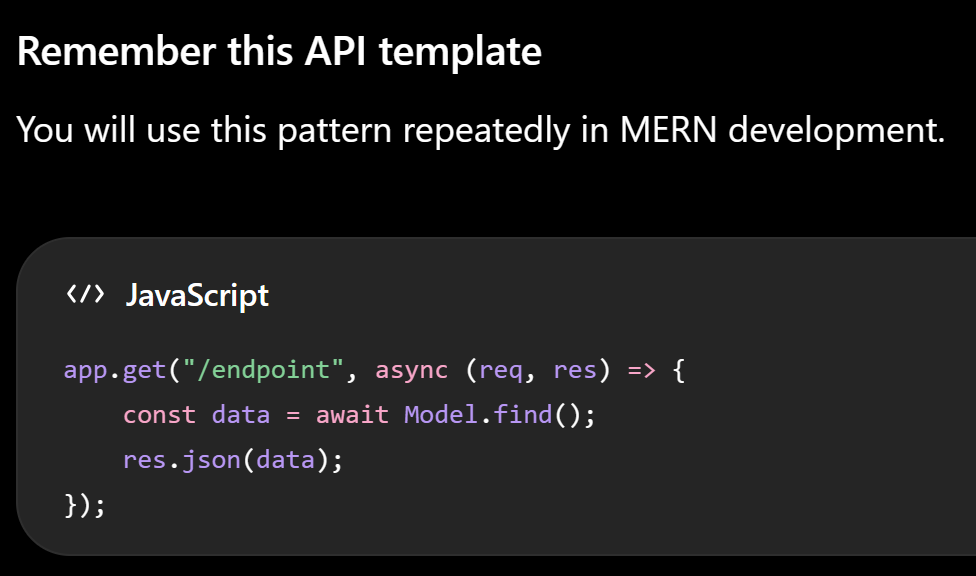 Remember this API template
You will use this pattern repeatedly in MERN development.
</> JavaScript
app.get("/endpoint", async (req, res) => {
    const data = await Model.find();
    res.json(data);
});